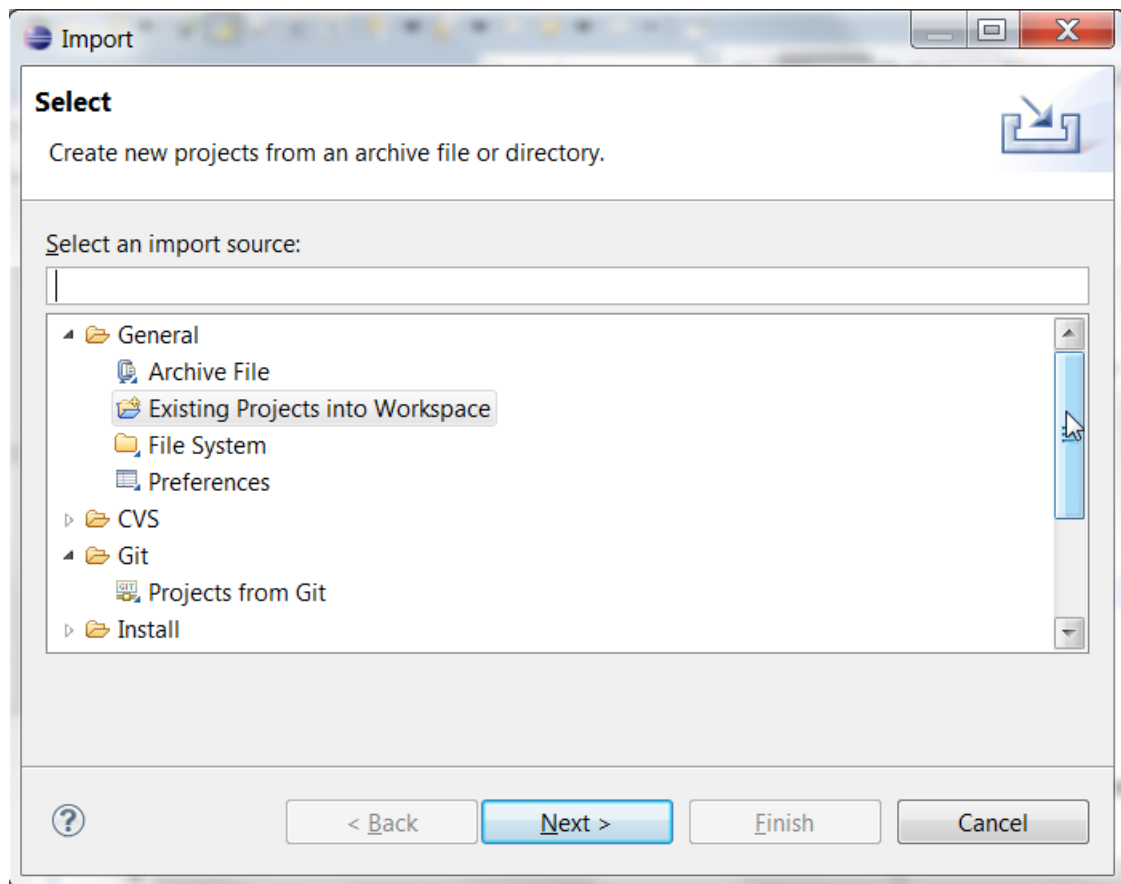 Import
Select
Create new projects from an archive file or directory.
Select an import source:
General
Archive File
Existing Projects into Workspace
File System
Preferences
CVS
Git
GIT Projects from Git
Install
? < Back Next > Finish Cancel